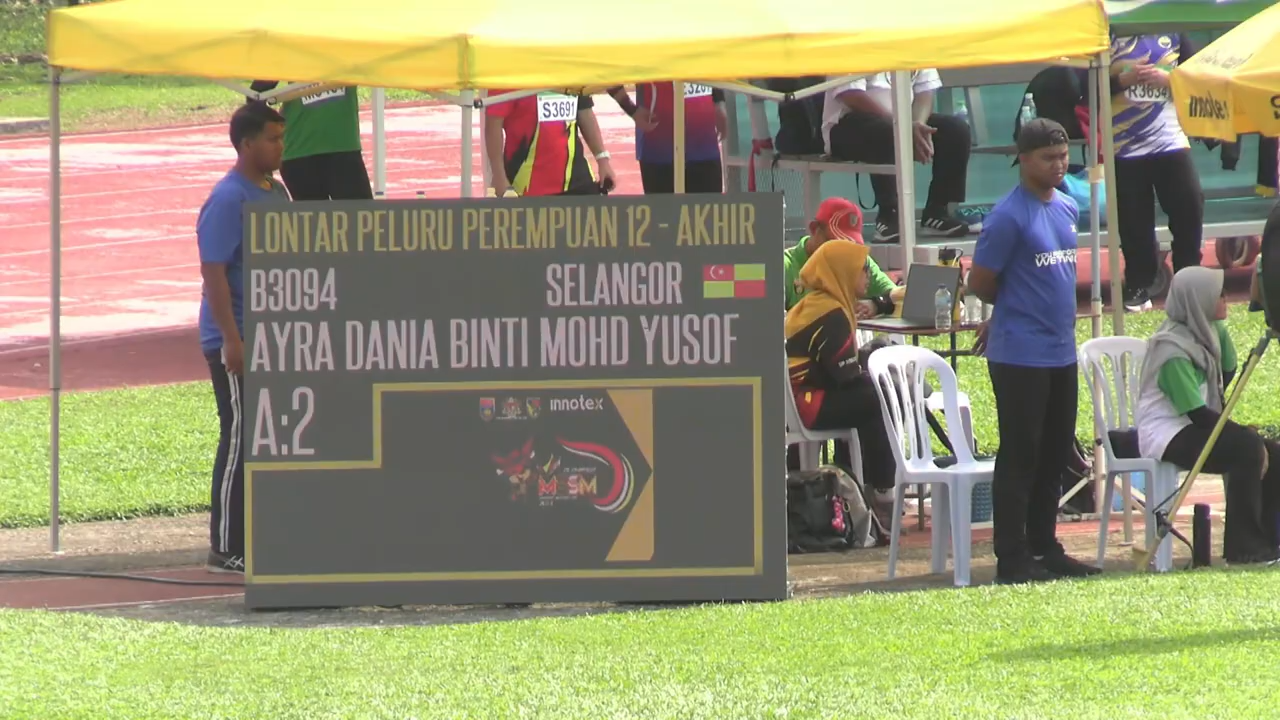 S3691
LONTAR PELURU PEREMPUAN 12 - AKHIR
B3094 SELANGOR
AYRA DANIA BINTI MOHD YUSOF
A:2
innotex
MSSM
innotex